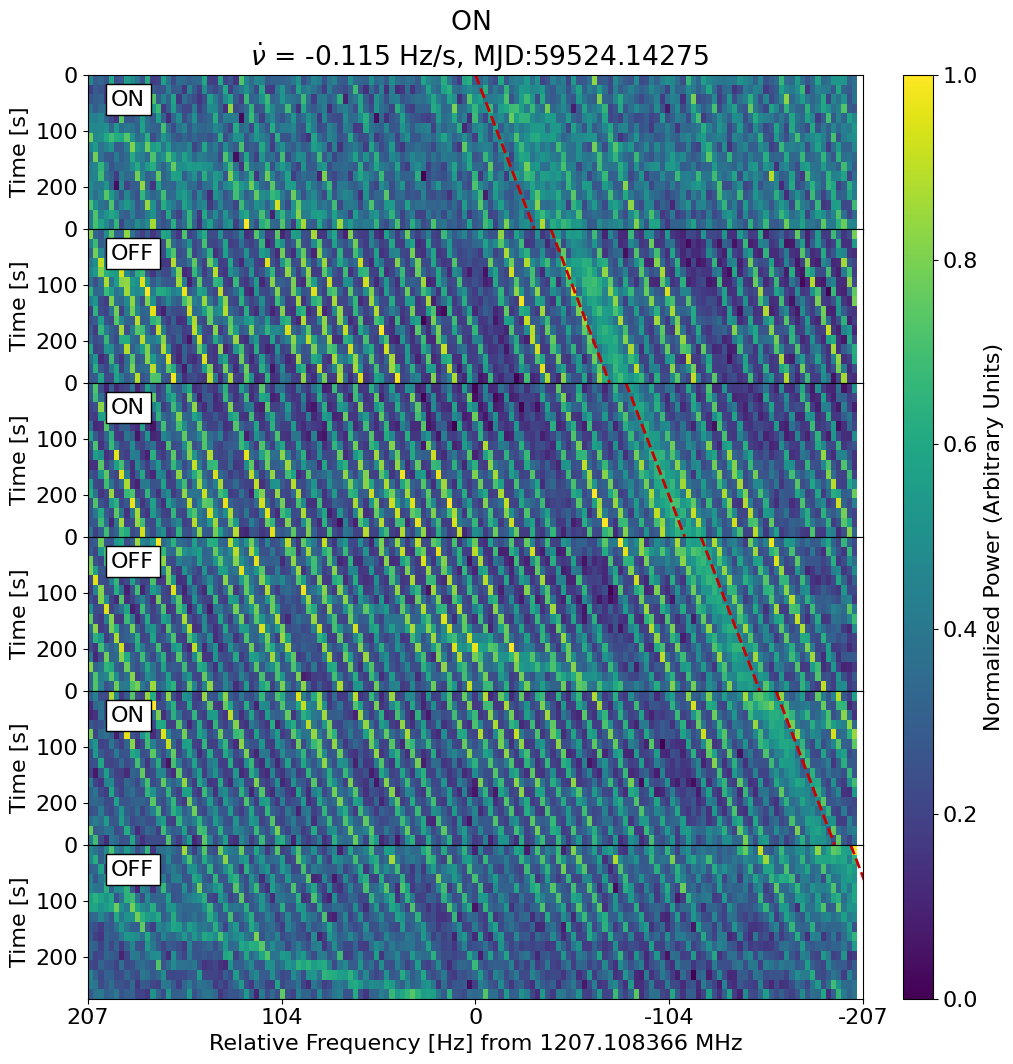 ON
ν̇ = -0.115 Hz/s, MJD:59524.14275
0
100
200
Time [s]
ON
0
100
200
Time [s]
OFF
0
100
200
Time [s]
ON
0
100
200
Time [s]
OFF
0
100
200
Time [s]
ON
0
100
200
Time [s]
OFF
207
104
0
-104
-207
Relative Frequency [Hz] from 1207.108366 MHz
1.0
0.8
0.6
0.4
0.2
0.0
Normalized Power (Arbitrary Units)